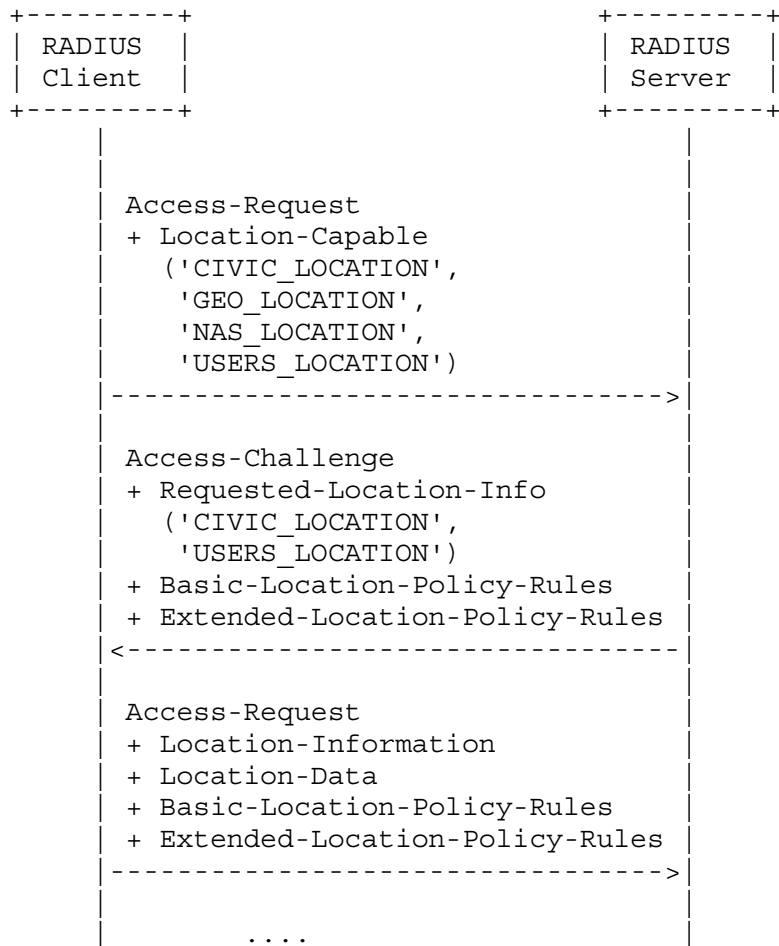 RADIUS RADIUS
Client Server
Access-Request
+ Location-Capable
('CIVIC_LOCATION',
'GEO_LOCATION',
'NAS_LOCATION',
'USERS_LOCATION')
Access-Challenge
+ Requested-Location-Info
('CIVIC_LOCATION',
'USERS_LOCATION')
+ Basic-Location-Policy-Rules
+ Extended-Location-Policy-Rules
Access-Request
+ Location-Information
+ Location-Data
+ Basic-Location-Policy-Rules
+ Extended-Location-Policy-Rules
....